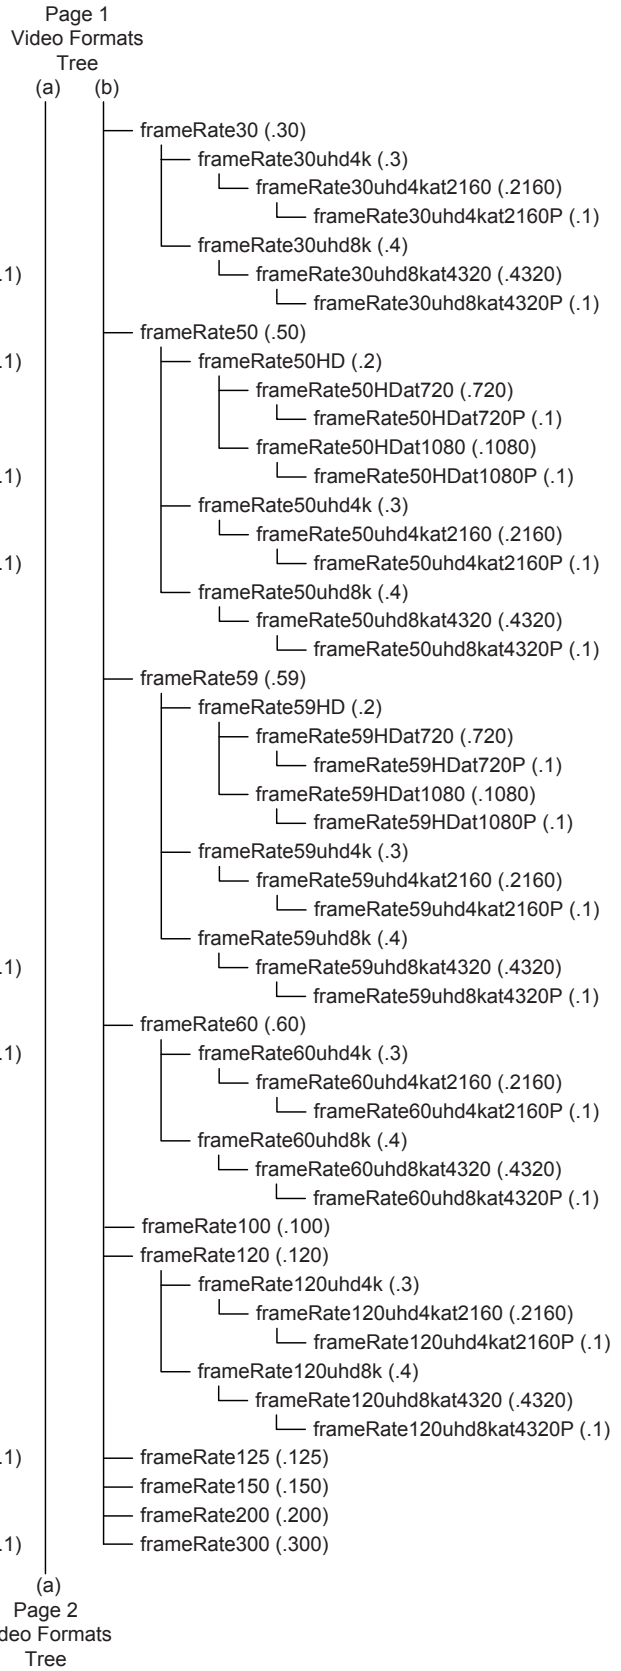 Page 1
Video Formats
Tree
(a) (b)
frameRate30 (.30)
frameRate30uhd4k (.3)
frameRate30uhd4kat2160 (.2160)
frameRate30uhd4kat2160P (.1)
frameRate30uhd8k (.4)
.1) frameRate30uhd8kat4320 (.4320)
frameRate30uhd8kat4320P (.1)
frameRate50 (.50)
.1) frameRate50HD (.2)
frameRate50HDat720 (.720)
frameRate50HDat720P (.1)
frameRate50HDat1080 (.1080)
.1) frameRate50HDat1080P (.1)
frameRate50uhd4k (.3)
frameRate50uhd4kat2160 (.2160)
.1) frameRate50uhd4kat2160P (.1)
frameRate50uhd8k (.4)
frameRate50uhd8kat4320 (.4320)
frameRate50uhd8kat4320P (.1)
frameRate59 (.59)
frameRate59HD (.2)
frameRate59HDat720 (.720)
frameRate59HDat720P (.1)
frameRate59HDat1080 (.1080)
frameRate59HDat1080P (.1)
frameRate59uhd4k (.3)
frameRate59uhd4kat2160 (.2160)
frameRate59uhd4kat2160P (.1)
frameRate59uhd8k (.4)
.1) frameRate59uhd8kat4320 (.4320)
frameRate59uhd8kat4320P (.1)
frameRate60 (.60)
.1) frameRate60uhd4k (.3)
frameRate60uhd4kat2160 (.2160)
frameRate60uhd4kat2160P (.1)
frameRate60uhd8k (.4)
frameRate60uhd8kat4320 (.4320)
frameRate60uhd8kat4320P (.1)
frameRate100 (.100)
frameRate120 (.120)
frameRate120uhd4k (.3)
frameRate120uhd4kat2160 (.2160)
frameRate120uhd4kat2160P (.1)
frameRate120uhd8k (.4)
frameRate120uhd8kat4320 (.4320)
frameRate120uhd8kat4320P (.1)
.1) frameRate125 (.125)
frameRate150 (.150)
frameRate200 (.200)
.1) frameRate300 (.300)
(a)
Page 2
deo Formats
Tree